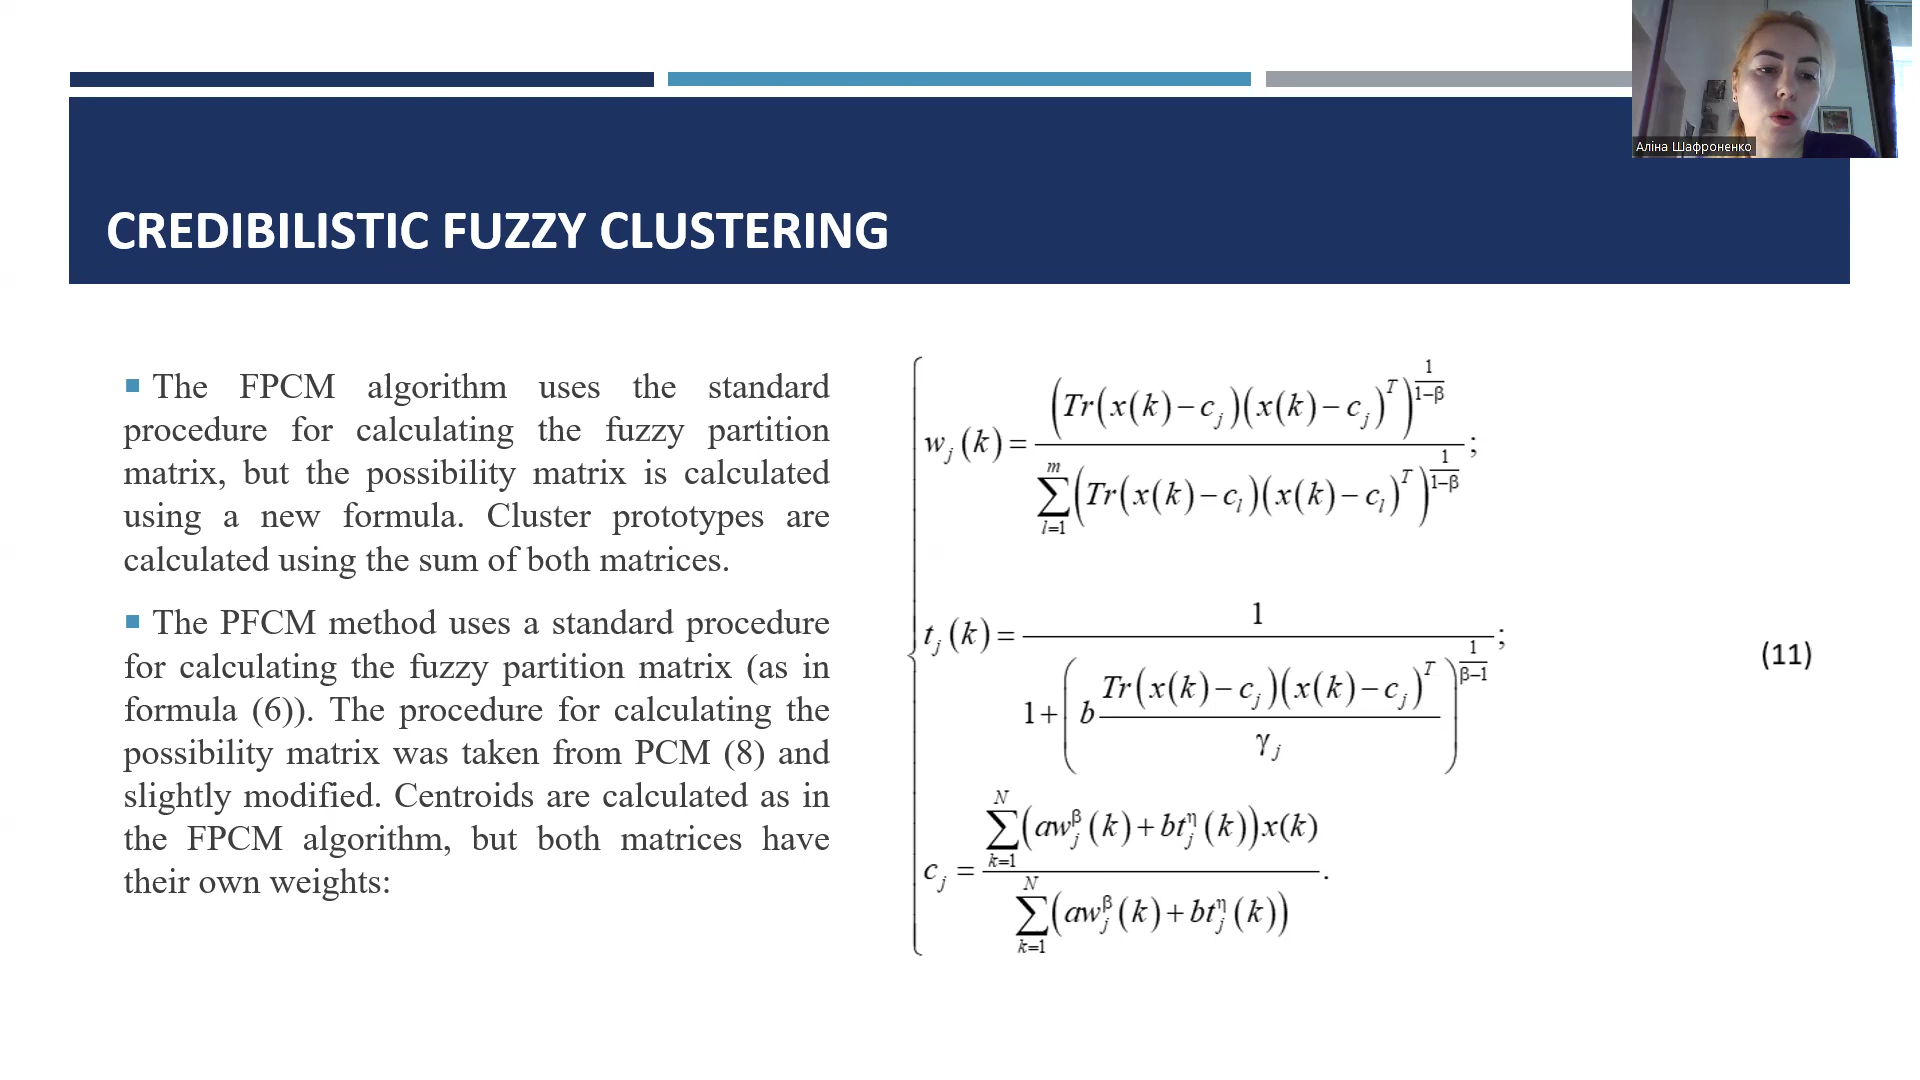 Аліна Шафроненко
CREDIBILISTIC FUZZY CLUSTERING
The FPCM algorithm uses the standard
procedure for calculating the fuzzy partition
matrix, but the possibility matrix is calculated
using a new formula. Cluster prototypes are
calculated using the sum of both matrices.
The PFCM method uses a standard procedure
for calculating the fuzzy partition matrix (as in
formula (6)). The procedure for calculating the
possibility matrix was taken from PCM (8) and
slightly modified. Centroids are calculated as in
the FPCM algorithm, but both matrices have
their own weights:
w_j(k) = (Tr(x(k) − c_j)(x(k) − c_j)^T)^{1/(1−β)} / ∑_{l=1}^{m} (Tr(x(k) − c_l)(x(k) − c_l)^T)^{1/(1−β)};
t_j(k) = 1 / (1 + (b Tr(x(k) − c_j)(x(k) − c_j)^T / γ_j)^{1/(β−1)});
c_j = ∑_{k=1}^{N} (aw_j^β(k) + bt_j^η(k))x(k) / ∑_{k=1}^{N} (aw_j^β(k) + bt_j^η(k)).
(11)